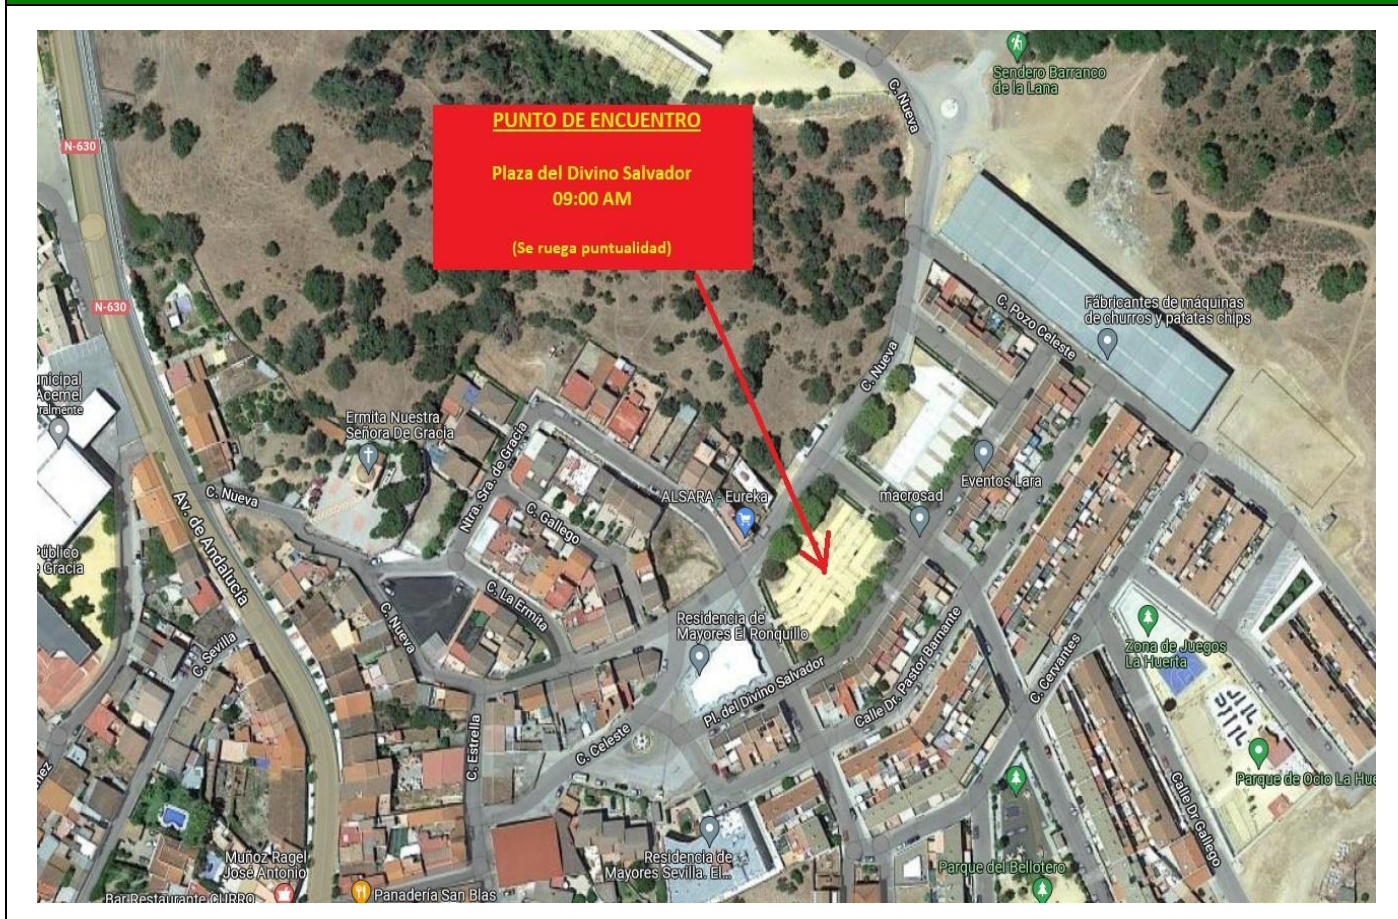 Sendero Barranco
de la Lana
C. Nueva
PUNTO DE ENCUENTRO
Plaza del Divino Salvador
09:00 AM
(Se ruega puntualidad)
N-630
N-630
C. Pozo Celeste
Fábricantes de máquinas
de churros y patatas chips
C. Nueva
unicipal
Acemel
oralmente
Ermita Nuestra
Señora De Gracia
Ntra. Sra. de Gracia
C. Nueva
Av. de Andalucía
C. Gallego
ALSARA - Eureka
Eventos Lara
macrosad
Público
e Gracia
C. La Ermita
C. Nueva
C. Sevilla
Residencia de
Mayores El Ronquillo
Pl. del Divino Salvador
Calle Dr. Pastor Barnante
C. Cervantes
Zona de Juegos
La Huerta
C. Estrella
C. Celeste
Parque de Ocio La Hue
Calle Dr Gallego
Muñoz Ragel
José Antonio
Residencia de
Mayores Sevilla. El...
Parque del Bellotero
Bar Restaurante CURRO
Panadería San Blas